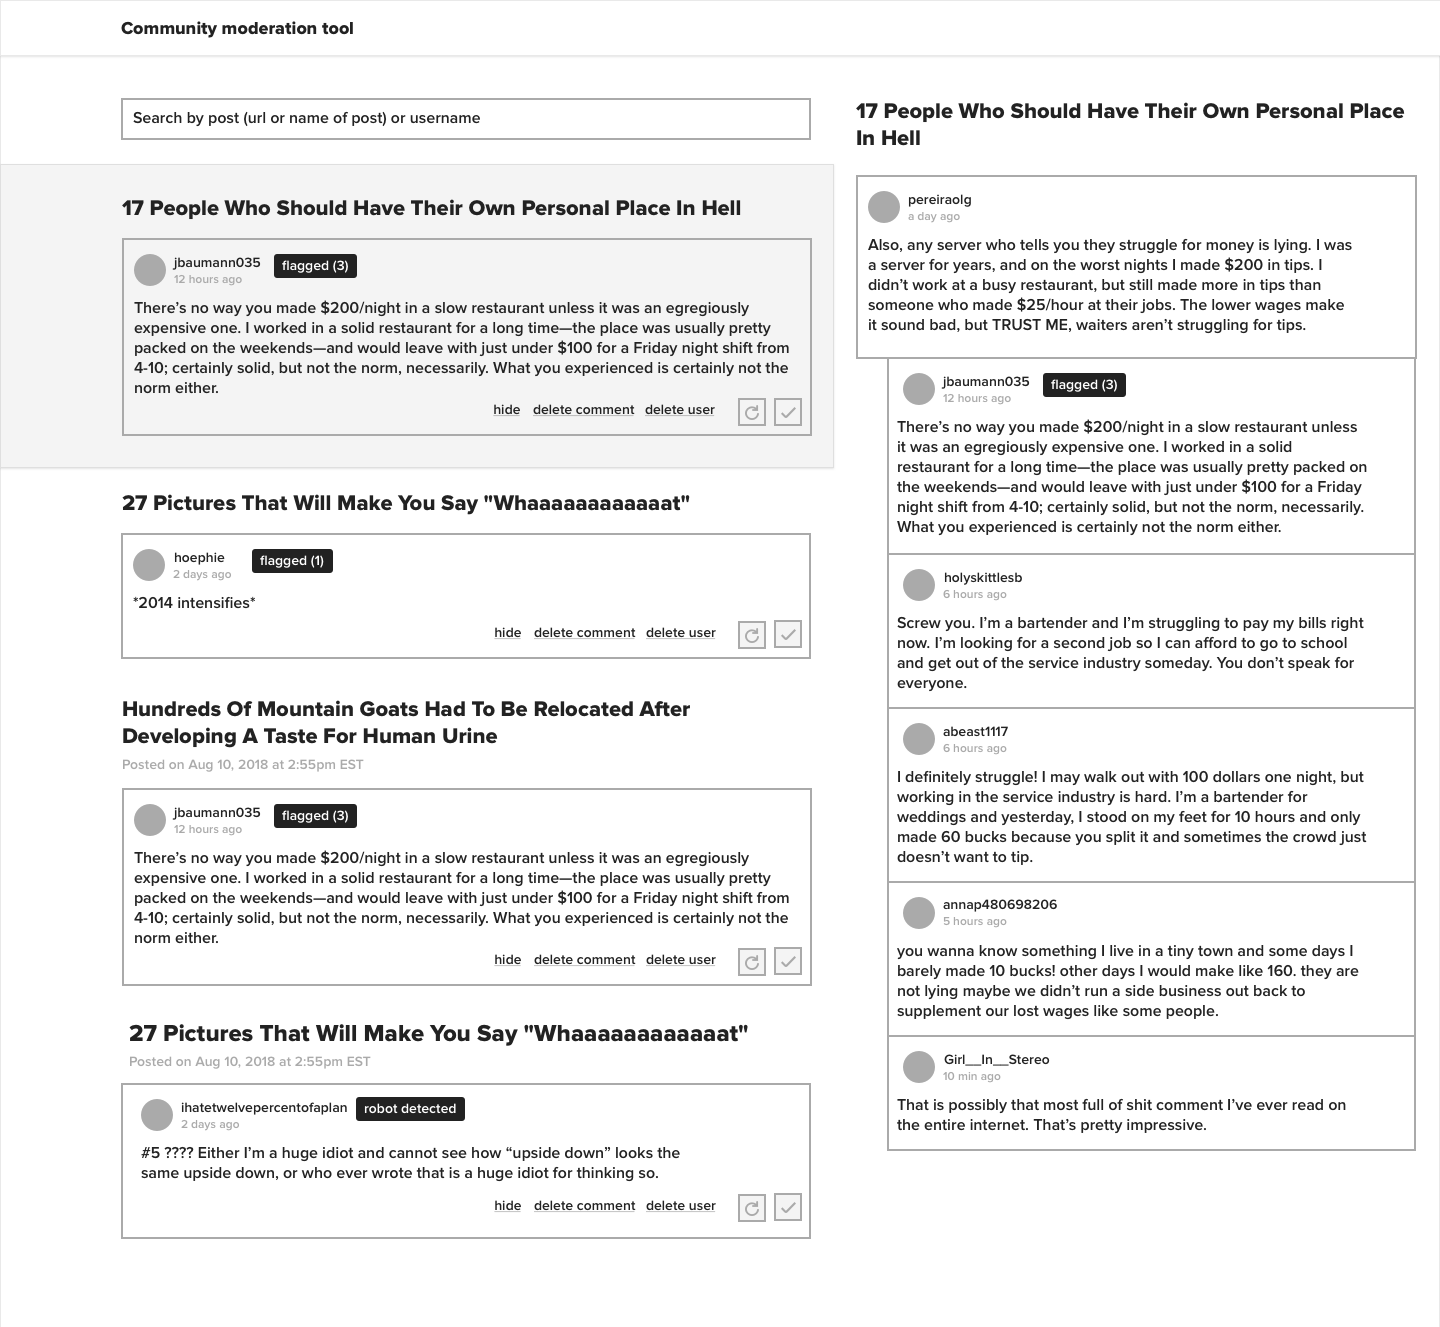 Community moderation tool
Search by post (url or name of post) or username
17 People Who Should Have Their Own Personal Place In Hell
jbaumann035
flagged (3)
12 hours ago
There’s no way you made $200/night in a slow restaurant unless it was an egregiously
expensive one. I worked in a solid restaurant for a long time—the place was usually pretty
packed on the weekends—and would leave with just under $100 for a Friday night shift from
4-10; certainly solid, but not the norm, necessarily. What you experienced is certainly not the
norm either.
hide delete comment delete user
27 Pictures That Will Make You Say "Whaaaaaaaaaaaat"
hoephie
flagged (1)
2 days ago
*2014 intensifies*
hide delete comment delete user
Hundreds Of Mountain Goats Had To Be Relocated After
Developing A Taste For Human Urine
Posted on Aug 10, 2018 at 2:55pm EST
jbaumann035
flagged (3)
12 hours ago
There’s no way you made $200/night in a slow restaurant unless it was an egregiously
expensive one. I worked in a solid restaurant for a long time—the place was usually pretty
packed on the weekends—and would leave with just under $100 for a Friday night shift from
4-10; certainly solid, but not the norm, necessarily. What you experienced is certainly not the
norm either.
hide delete comment delete user
27 Pictures That Will Make You Say "Whaaaaaaaaaaaat"
Posted on Aug 10, 2018 at 2:55pm EST
ihatetwelvepercentofaplan
robot detected
2 days ago
#5 ???? Either I’m a huge idiot and cannot see how “upside down” looks the
same upside down, or who ever wrote that is a huge idiot for thinking so.
hide delete comment delete user
17 People Who Should Have Their Own Personal Place
In Hell
pereiraolg
a day ago
Also, any server who tells you they struggle for money is lying. I was
a server for years, and on the worst nights I made $200 in tips. I
didn’t work at a busy restaurant, but still made more in tips than
someone who made $25/hour at their jobs. The lower wages make
it sound bad, but TRUST ME, waiters aren’t struggling for tips.
jbaumann035
flagged (3)
12 hours ago
There’s no way you made $200/night in a slow restaurant unless
it was an egregiously expensive one. I worked in a solid
restaurant for a long time—the place was usually pretty packed on
the weekends—and would leave with just under $100 for a Friday
night shift from 4-10; certainly solid, but not the norm, necessarily.
What you experienced is certainly not the norm either.
holyskittlesb
6 hours ago
Screw you. I’m a bartender and I’m struggling to pay my bills right
now. I’m looking for a second job so I can afford to go to school
and get out of the service industry someday. You don’t speak for
everyone.
abeast1117
6 hours ago
I definitely struggle! I may walk out with 100 dollars one night, but
working in the service industry is hard. I’m a bartender for
weddings and yesterday, I stood on my feet for 10 hours and only
made 60 bucks because you split it and sometimes the crowd just
doesn’t want to tip.
annap480698206
5 hours ago
you wanna know something I live in a tiny town and some days I
barely made 10 bucks! other days I would make like 160. they are
not lying maybe we didn’t run a side business out back to
supplement our lost wages like some people.
Girl__In__Stereo
10 min ago
That is possibly that most full of shit comment I’ve ever read on
the entire internet. That’s pretty impressive.